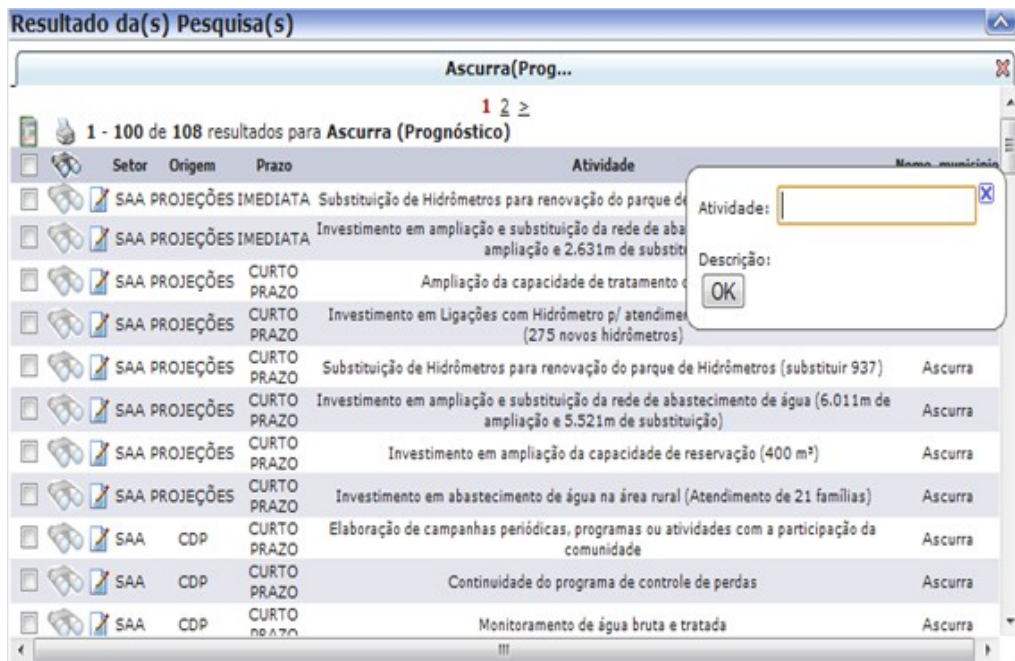 Resultado da(s) Pesquisa(s)
Ascurra(Prog...
1 2 >
1 - 100 de 108 resultados para Ascurra (Prognóstico)
Setor Origem Prazo Atividade Nome_municipio
SAA PROJEÇÕES IMEDIATA Substituição de Hidrômetros para renovação do parque de
Investimento em ampliação e substituição da rede de aba
SAA PROJEÇÕES IMEDIATA
ampliação e 2.631m de substitu
Atividade:
Descrição:
OK
SAA PROJEÇÕES CURTO PRAZO Ampliação da capacidade de tratamento
SAA PROJEÇÕES CURTO PRAZO Investimento em Ligações com Hidrômetro p/ atendimen
(275 novos hidrômetros)
SAA PROJEÇÕES CURTO PRAZO Substituição de Hidrômetros para renovação do parque de Hidrômetros (substituir 937) Ascurra
SAA PROJEÇÕES CURTO PRAZO Investimento em ampliação e substituição da rede de abastecimento de água (6.011m de
ampliação e 5.521m de substituição) Ascurra
SAA PROJEÇÕES CURTO PRAZO Investimento em ampliação da capacidade de reservação (400 m³) Ascurra
SAA PROJEÇÕES CURTO PRAZO Investimento em abastecimento de água na área rural (Atendimento de 21 famílias) Ascurra
SAA CDP CURTO PRAZO Elaboração de campanhas periódicas, programas ou atividades com a participação da
comunidade Ascurra
SAA CDP CURTO PRAZO Continuidade do programa de controle de perdas Ascurra
SAA CDP CURTO PRAZO Monitoramento de água bruta e tratada Ascurra